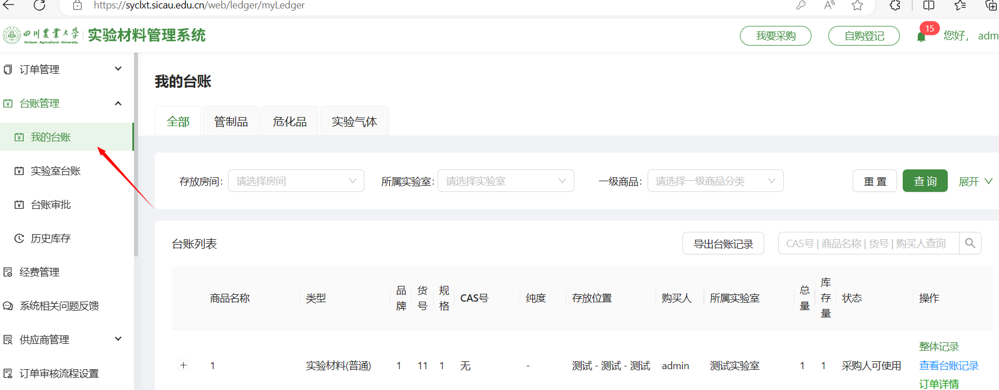 https://syclxt.sicau.edu.cn/web/ledger/myLedger
四川農業大學
Sichuan Agricultural University
实验材料管理系统
我要采购
自购登记
15
您好， adm
订单管理
台账管理
我的台账
实验室台账
台账审批
历史库存
经费管理
系统相关问题反馈
供应商管理
订单审核流程设置
我的台账
全部 管制品 危化品 实验气体
存放房间: 请选择房间 所属实验室: 请选择实验室 一级商品: 请选择一级商品分类 重 置 查 询 展开
台账列表 导出台账记录 CAS号 | 商品名称 | 货号 | 购买人查询
商品名称 类型 品牌 货号 规格 CAS号 纯度 存放位置 购买人 所属实验室 总量 库存量 状态 操作
1 实验材料(普通) 1 11 1 无 - 测试 - 测试 - 测试 admin 测试实验室 1 1 采购人可使用
整体记录
查看台账记录
订单详情